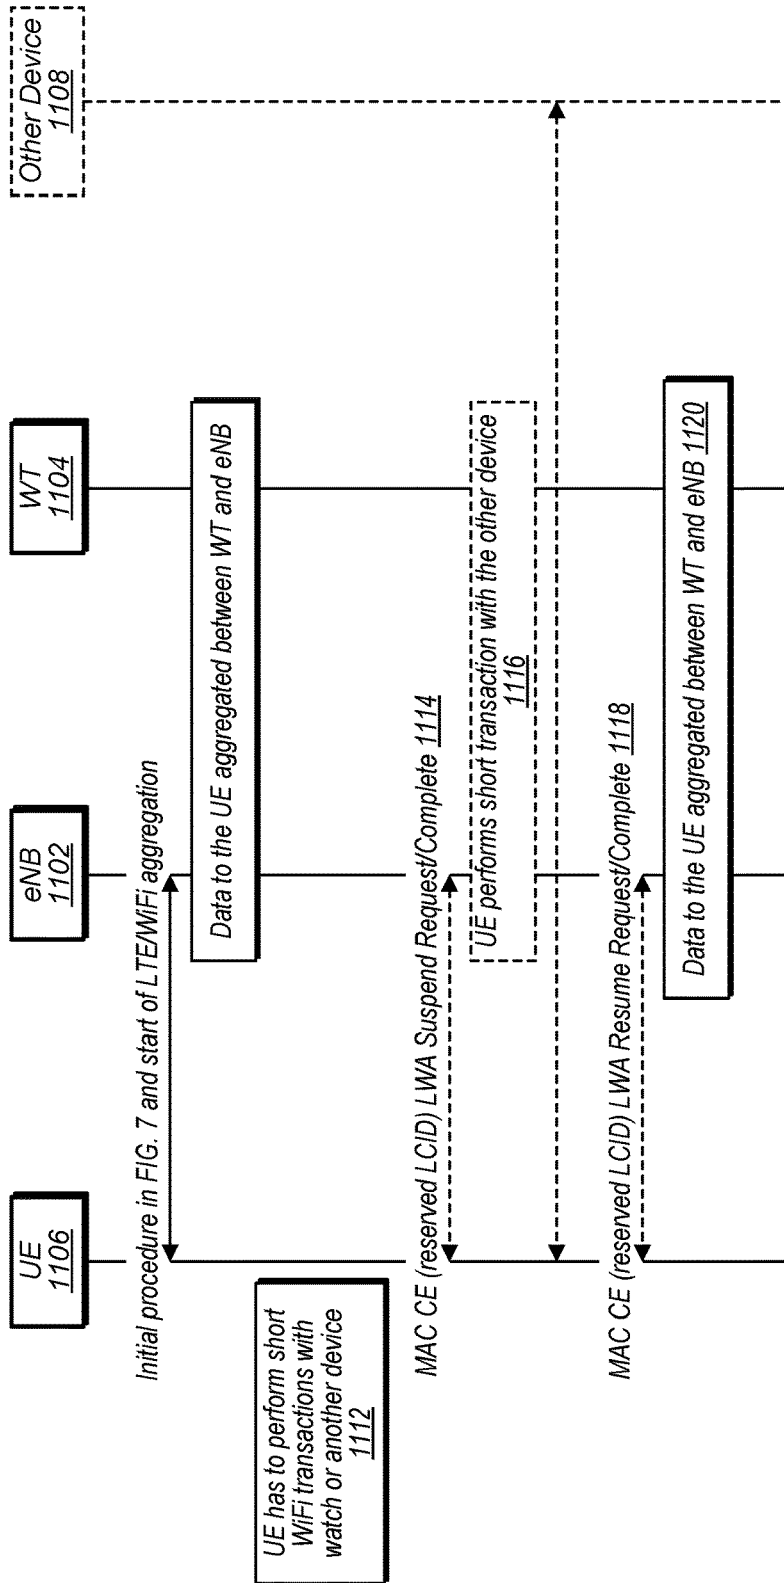 UE
1106
eNB
1102
WT
1104
Other Device
1108
Initial procedure in FIG. 7 and start of LTE/WiFi aggregation
Data to the UE aggregated between WT and eNB
UE has to perform short
WiFi transactions with
watch or another device
1112
MAC CE (reserved LCID) LWA Suspend Request/Complete 1114
UE performs short transaction with the other device
1116
MAC CE (reserved LCID) LWA Resume Request/Complete 1118
Data to the UE aggregated between WT and eNB 1120